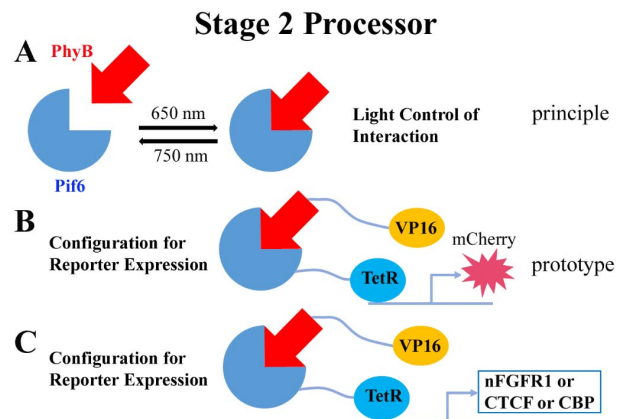 Stage 2 Processor
A
PhyB
650 nm
750 nm
Pif6
Light Control of
Interaction
principle
B
Configuration for
Reporter Expression
VP16
TetR
mCherry
prototype
C
Configuration for
Reporter Expression
VP16
TetR
nFGFR1 or
CTCF or CBP